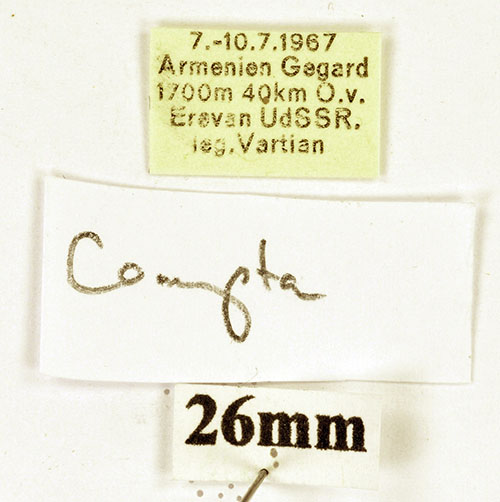 7.-10.7.1967
Armenien Gegard
1700m 40km O.v.
Erevan UdSSR.
leg.Vartian
Compta
26mm